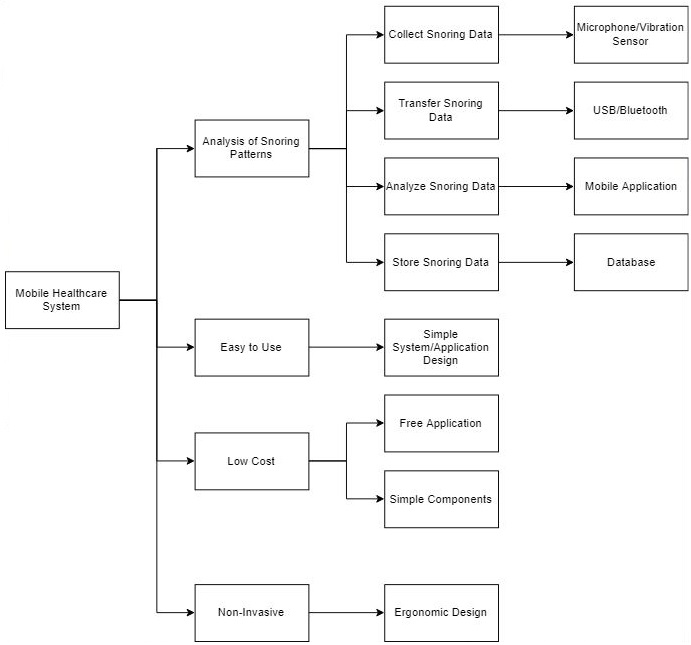 Collect Snoring Data
Microphone/Vibration
Sensor
Transfer Snoring
Data
USB/Bluetooth
Analysis of Snoring
Patterns
Analyze Snoring Data
Mobile Application
Store Snoring Data
Database
Mobile Healthcare
System
Easy to Use
Simple
System/Application
Design
Low Cost
Free Application
Simple Components
Non-Invasive
Ergonomic Design